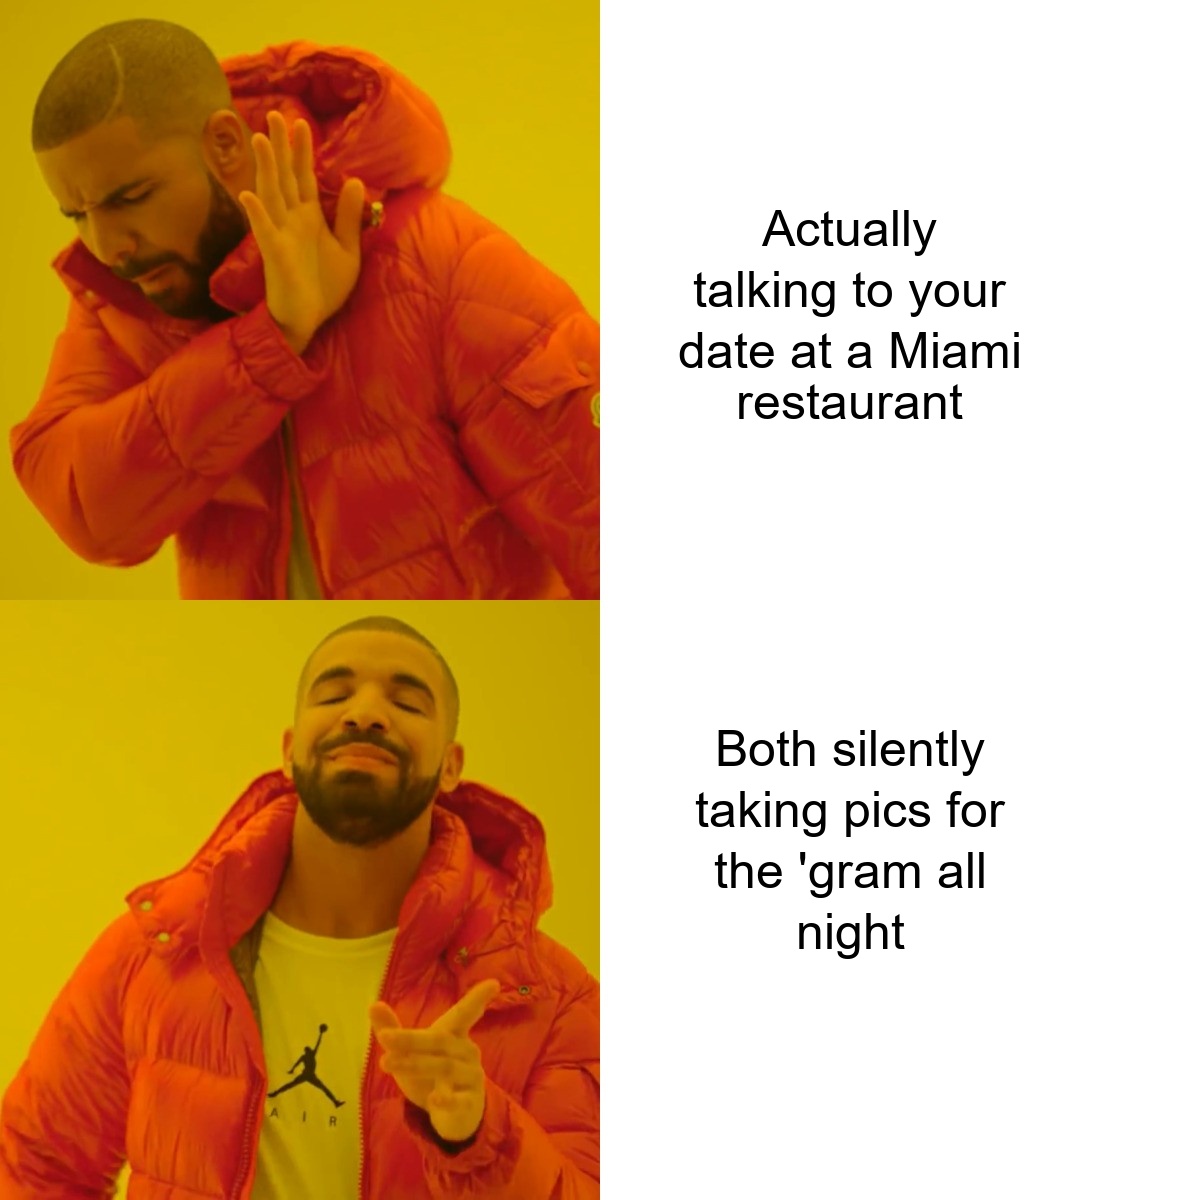 Actually
talking to your
date at a Miami
restaurant
Both silently
taking pics for
the 'gram all
night
AIR